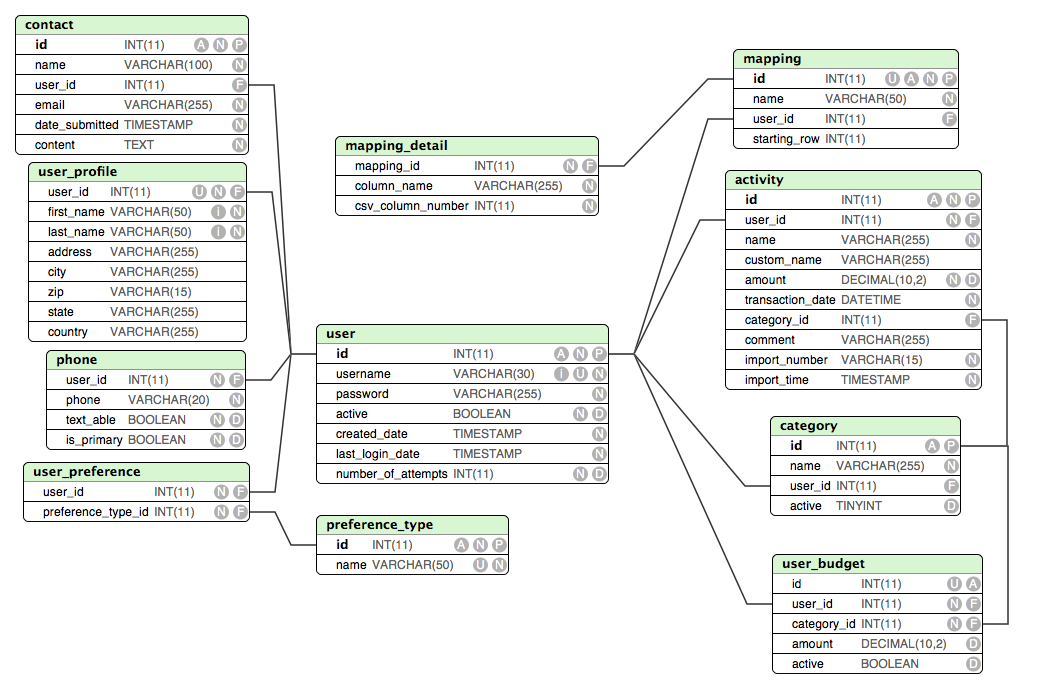 contact
id INT(11) A N P
name VARCHAR(100) N
user_id INT(11) F
email VARCHAR(255) N
date_submitted TIMESTAMP N
content TEXT N
user_profile
user_id INT(11) U N F
first_name VARCHAR(50) i N
last_name VARCHAR(50) i N
address VARCHAR(255)
city VARCHAR(255)
zip VARCHAR(15)
state VARCHAR(255)
country VARCHAR(255)
phone
user_id INT(11) N F
phone VARCHAR(20) N
text_able BOOLEAN N D
is_primary BOOLEAN N D
user_preference
user_id INT(11) N F
preference_type_id INT(11) N F
mapping_detail
mapping_id INT(11) N F
column_name VARCHAR(255) N
csv_column_number INT(11) N
user
id INT(11) A N P
username VARCHAR(30) i U N
password VARCHAR(255) N
active BOOLEAN N D
created_date TIMESTAMP N
last_login_date TIMESTAMP N
number_of_attempts INT(11) N D
preference_type
id INT(11) A N P
name VARCHAR(50) U N
mapping
id INT(11) U A N P
name VARCHAR(50) N
user_id INT(11) F
starting_row INT(11)
activity
id INT(11) A N P
user_id INT(11) N F
name VARCHAR(255) N
custom_name VARCHAR(255)
amount DECIMAL(10,2) N D
transaction_date DATETIME N
category_id INT(11) F
comment VARCHAR(255)
import_number VARCHAR(15) N
import_time TIMESTAMP N
category
id INT(11) A P
name VARCHAR(255) N
user_id INT(11) F
active TINYINT D
user_budget
id INT(11) U A
user_id INT(11) N F
category_id INT(11) N F
amount DECIMAL(10,2) D
active BOOLEAN D